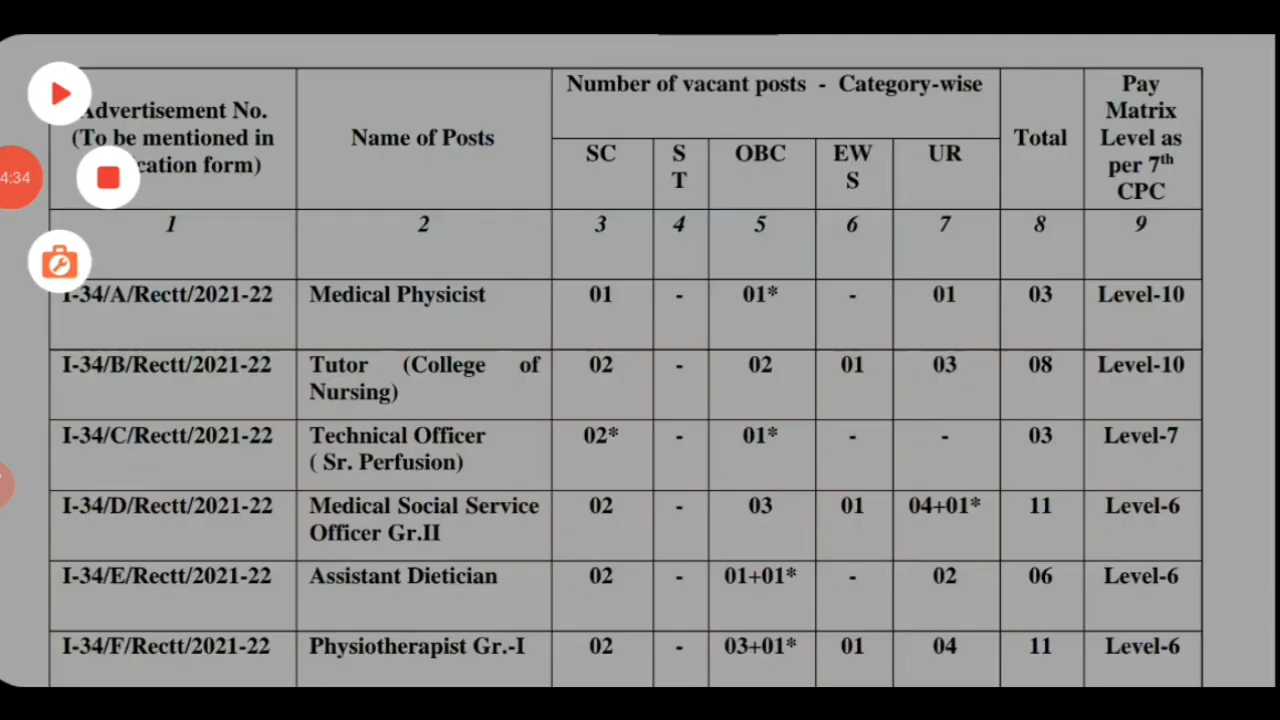 Number of vacant posts - Category-wise
Pay
Matrix
Level as
per 7th
CPC
Advertisement No.
(To be mentioned in
form)
Name of Posts
Total
SC
S
T
OBC
EW
S
UR
4:34
1 2 3 4 5 6 7 8 9
I-34/A/Rectt/2021-22 Medical Physicist 01 - 01* - 01 03 Level-10
I-34/B/Rectt/2021-22 Tutor (College of 02 - 02 01 03 08 Level-10
Nursing)
I-34/C/Rectt/2021-22 Technical Officer 02* - 01* - - 03 Level-7
( Sr. Perfusion)
I-34/D/Rectt/2021-22 Medical Social Service 02 - 03 01 04+01* 11 Level-6
Officer Gr.II
I-34/E/Rectt/2021-22 Assistant Dietician 02 - 01+01* - 02 06 Level-6
I-34/F/Rectt/2021-22 Physiotherapist Gr.-I 02 - 03+01* 01 04 11 Level-6